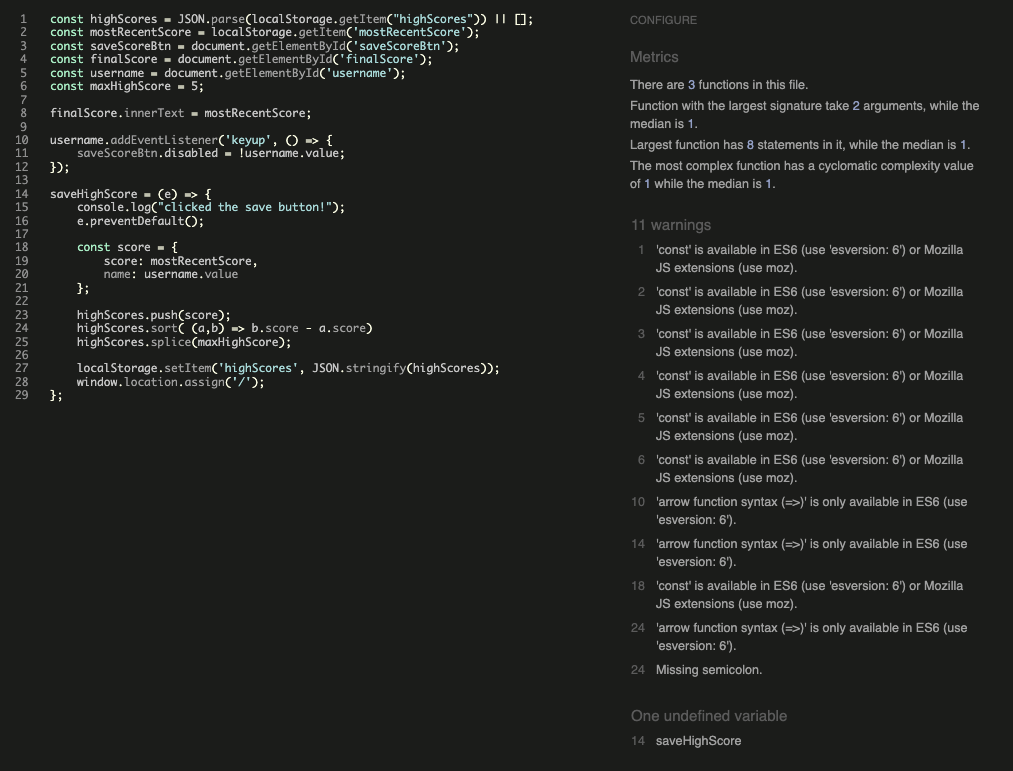 1 const highScores = JSON.parse(localStorage.getItem("highScores")) || [];
2 const mostRecentScore = localStorage.getItem('mostRecentScore');
3 const saveScoreBtn = document.getElementById('saveScoreBtn');
4 const finalScore = document.getElementById('finalScore');
5 const username = document.getElementById('username');
6 const maxHighScore = 5;
7
8 finalScore.innerText = mostRecentScore;
9
10 username.addEventListener('keyup', () => {
11     saveScoreBtn.disabled = !username.value;
12 });
13
14 saveHighScore = (e) => {
15     console.log("clicked the save button!");
16     e.preventDefault();
17
18     const score = {
19         score: mostRecentScore,
20         name: username.value
21     };
22
23     highScores.push(score);
24     highScores.sort( (a,b) => b.score - a.score)
25     highScores.splice(maxHighScore);
26
27     localStorage.setItem('highScores', JSON.stringify(highScores));
28     window.location.assign('/');
29 };
CONFIGURE
Metrics
There are 3 functions in this file.
Function with the largest signature take 2 arguments, while the
median is 1.
Largest function has 8 statements in it, while the median is 1.
The most complex function has a cyclomatic complexity value
of 1 while the median is 1.
11 warnings
1 'const' is available in ES6 (use 'esversion: 6') or Mozilla
JS extensions (use moz).
2 'const' is available in ES6 (use 'esversion: 6') or Mozilla
JS extensions (use moz).
3 'const' is available in ES6 (use 'esversion: 6') or Mozilla
JS extensions (use moz).
4 'const' is available in ES6 (use 'esversion: 6') or Mozilla
JS extensions (use moz).
5 'const' is available in ES6 (use 'esversion: 6') or Mozilla
JS extensions (use moz).
6 'const' is available in ES6 (use 'esversion: 6') or Mozilla
JS extensions (use moz).
10 'arrow function syntax (=>)' is only available in ES6 (use
'esversion: 6').
14 'arrow function syntax (=>)' is only available in ES6 (use
'esversion: 6').
18 'const' is available in ES6 (use 'esversion: 6') or Mozilla
JS extensions (use moz).
24 'arrow function syntax (=>)' is only available in ES6 (use
'esversion: 6').
24 Missing semicolon.
One undefined variable
14 saveHighScore